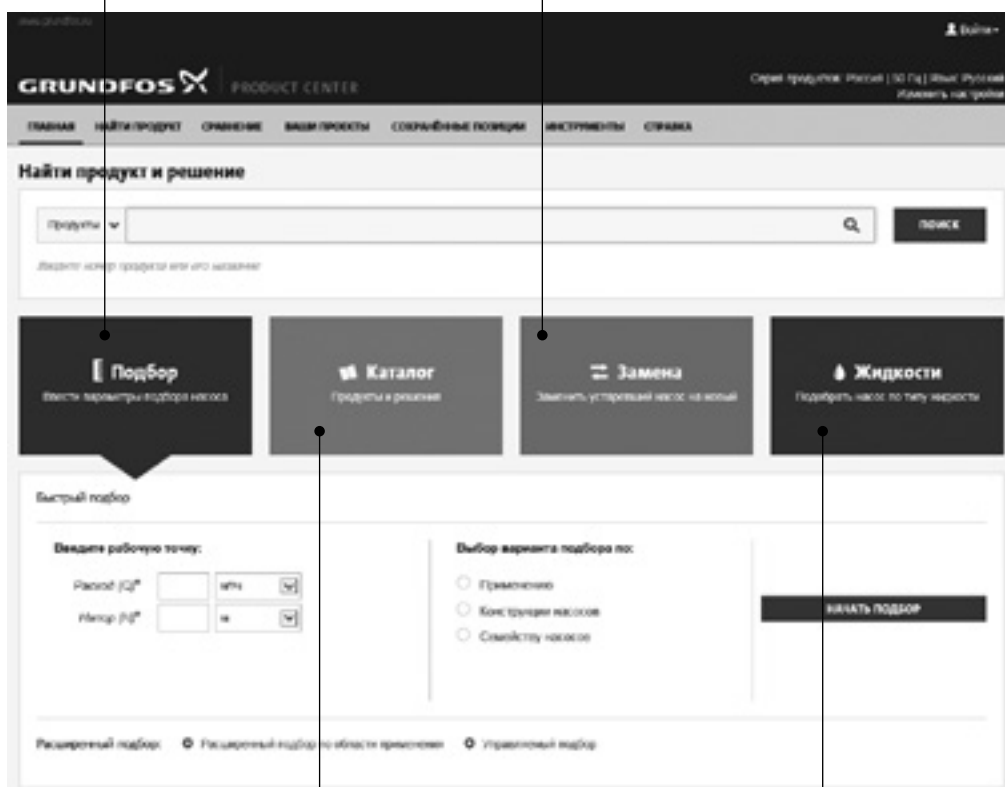 www.grundfos.ru
Войти
GRUNDFOS PRODUCT CENTER
Серия продуктов: Россия | 50 Гц | Язык: Русский
Изменить настройки
ГЛАВНАЯ НАЙТИ ПРОДУКТ СРАВНЕНИЕ ВАШИ ПРОЕКТЫ СОХРАНЁННЫЕ ПОЗИЦИИ ИНСТРУМЕНТЫ СПРАВКА
Найти продукт и решение
Продукты
ПОИСК
Введите номер продукта или его название
Подбор
Ввести параметры подбора насоса
Каталог
Продукты и решения
Замена
Заменить устаревший насос на новый
Жидкости
Подобрать насос по типу жидкости
Быстрый подбор
Введите рабочую точку:
Расход (Q)* м³/ч
Напор (H)* м
Выбор варианта подбора по:
Применению
Конструкции насосов
Семейству насосов
НАЧАТЬ ПОДБОР
Расширенный подбор: Расширенный подбор по области применения Управляемый подбор